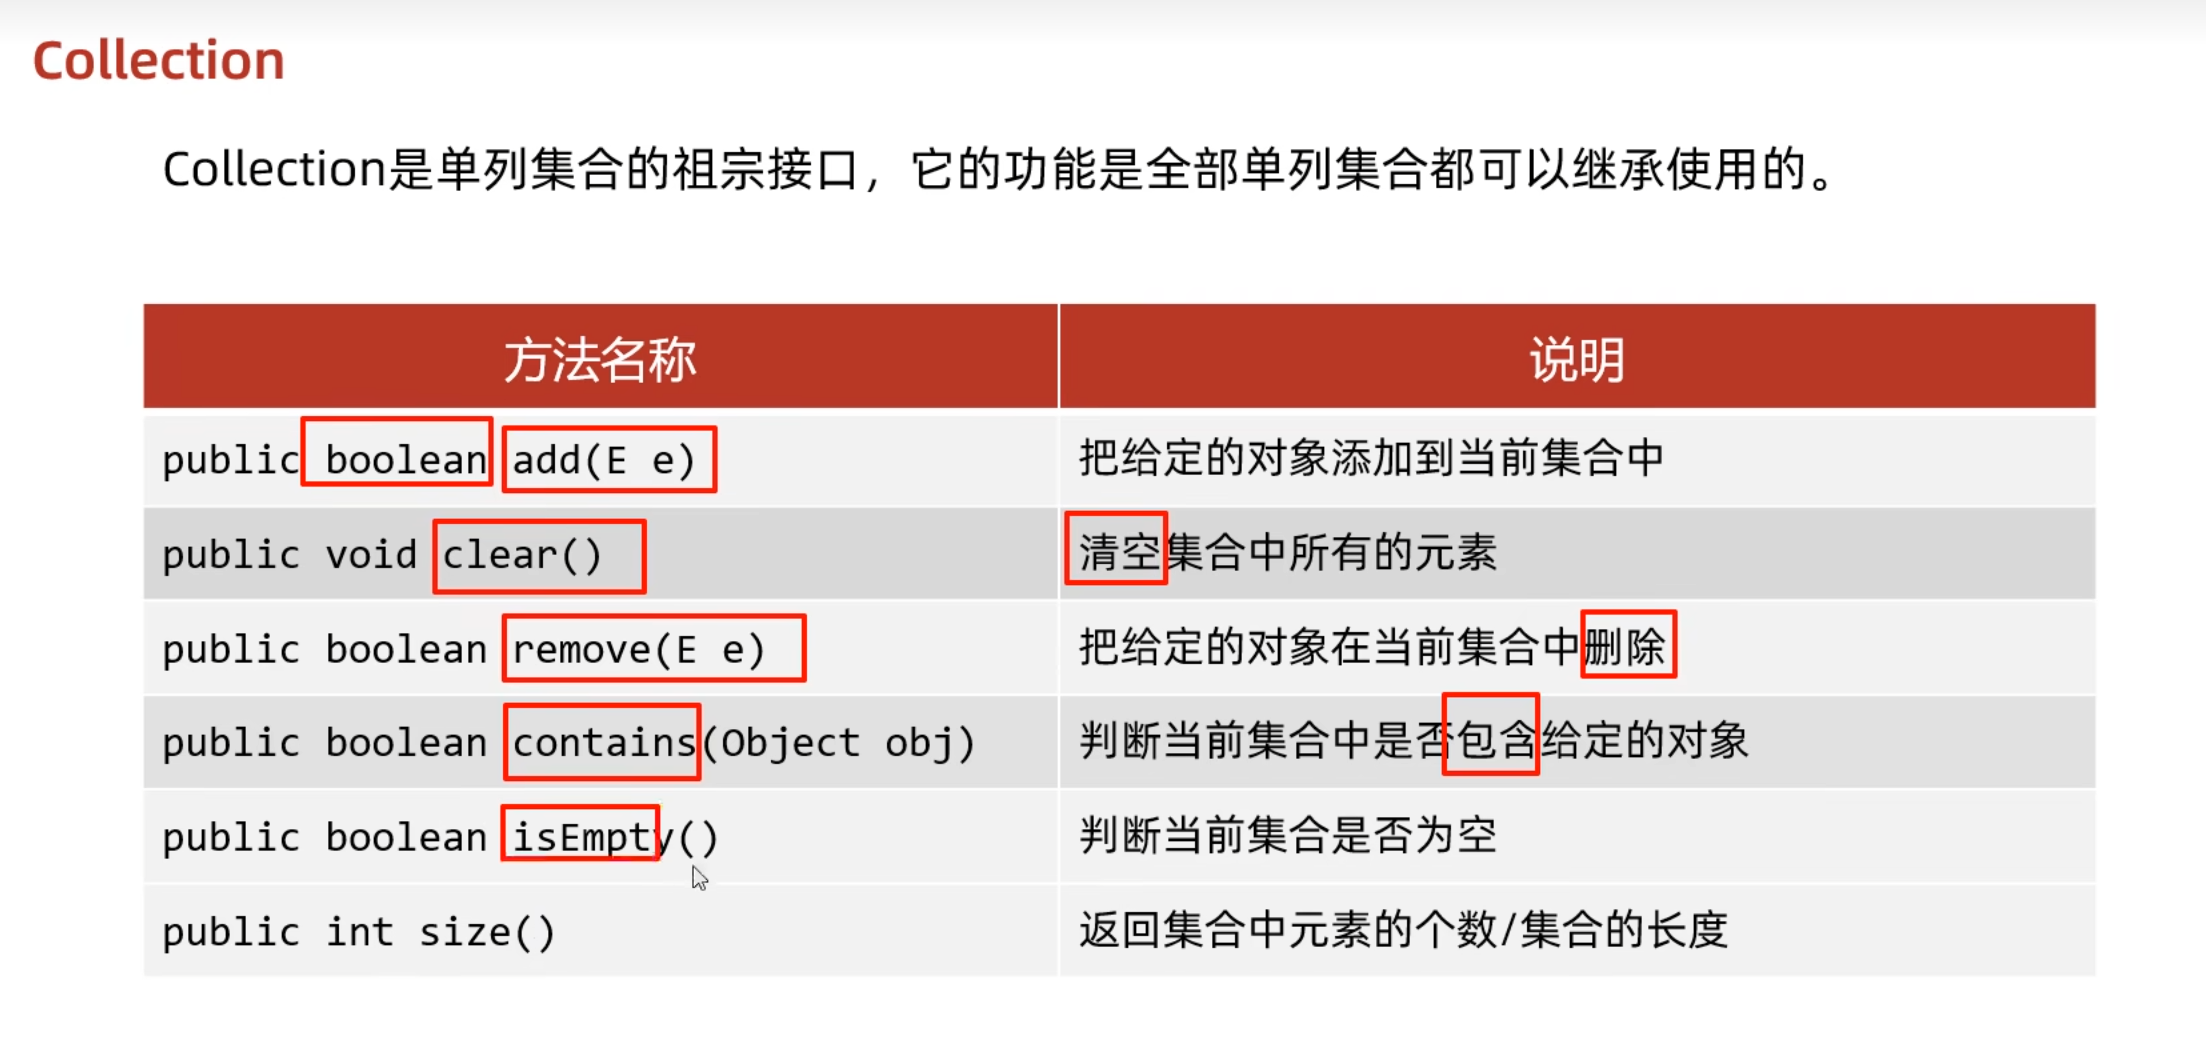 Collection
Collection是单列集合的祖宗接口，它的功能是全部单列集合都可以继承使用的。
方法名称 说明
public boolean add(E e) 把给定的对象添加到当前集合中
public void clear() 清空集合中所有的元素
public boolean remove(E e) 把给定的对象在当前集合中删除
public boolean contains(Object obj) 判断当前集合中是否包含给定的对象
public boolean isEmpty() 判断当前集合是否为空
public int size() 返回集合中元素的个数/集合的长度